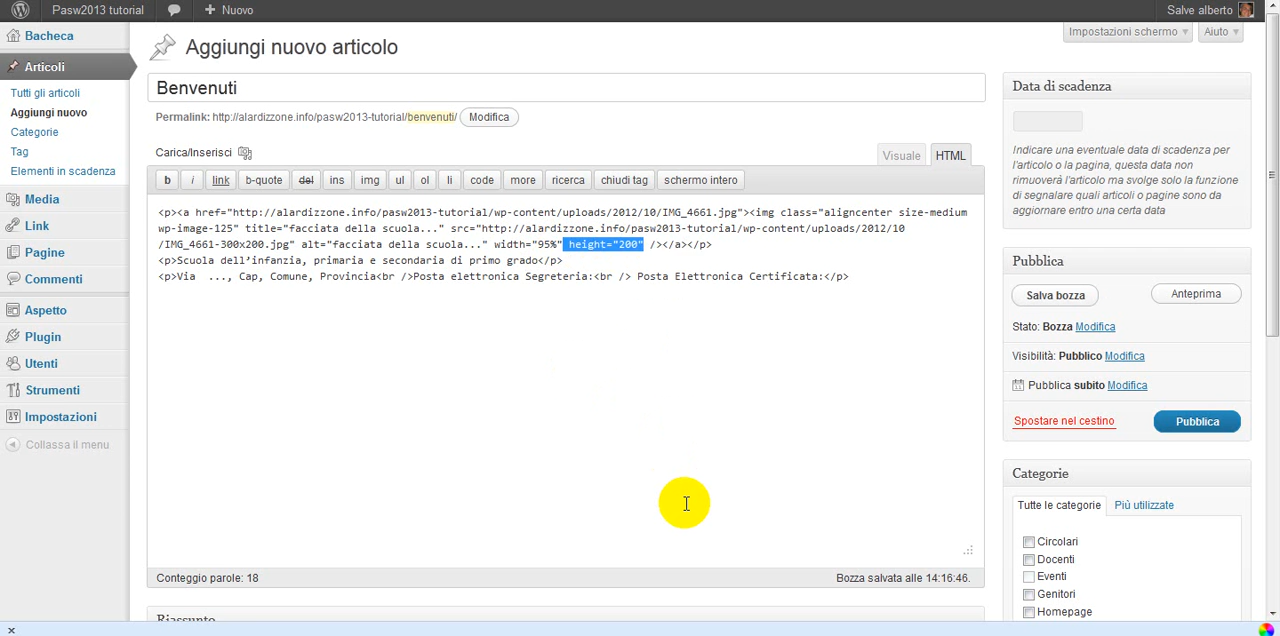 Pasw2013 tutorial
Nuovo
Salve alberto
Bacheca
Articoli
Tutti gli articoli
Aggiungi nuovo
Categorie
Tag
Elementi in scadenza
Media
Link
Pagine
Commenti
Aspetto
Plugin
Utenti
Strumenti
Impostazioni
Collassa il menu
Impostazioni schermo
Aiuto
Aggiungi nuovo articolo
Benvenuti
Permalink: http://alardizzone.info/pasw2013-tutorial/benvenuti/ Modifica
Carica/Inserisci
Visuale
HTML
b i link b-quote del ins img ul ol li code more ricerca chiudi tag schermo intero
<p><a href="http://alardizzone.info/pasw2013-tutorial/wp-content/uploads/2012/10/IMG_4661.jpg"><img class="aligncenter size-medium
wp-image-125" title="facciata della scuola..." src="http://alardizzone.info/pasw2013-tutorial/wp-content/uploads/2012/10
/IMG_4661-300x200.jpg" alt="facciata della scuola..." width="95%" height="200" /></a></p>
<p>Scuola dell'infanzia, primaria e secondaria di primo grado</p>
<p>Via  ..., Cap, Comune, Provincia<br />Posta elettronica Segreteria:<br /> Posta Elettronica Certificata:</p>
Conteggio parole: 18
Bozza salvata alle 14:16:46.
Riassunto
Data di scadenza
Indicare una eventuale data di scadenza per
l'articolo o la pagina, questa data non
rimuoverà l'articolo ma svolge solo la funzione
di segnalare quali articoli o pagine sono da
aggiornare entro una certa data
Pubblica
Salva bozza
Anteprima
Stato: Bozza Modifica
Visibilità: Pubblico Modifica
Pubblica subito Modifica
Spostare nel cestino
Pubblica
Categorie
Tutte le categorie
Più utilizzate
Circolari
Docenti
Eventi
Genitori
Homepage